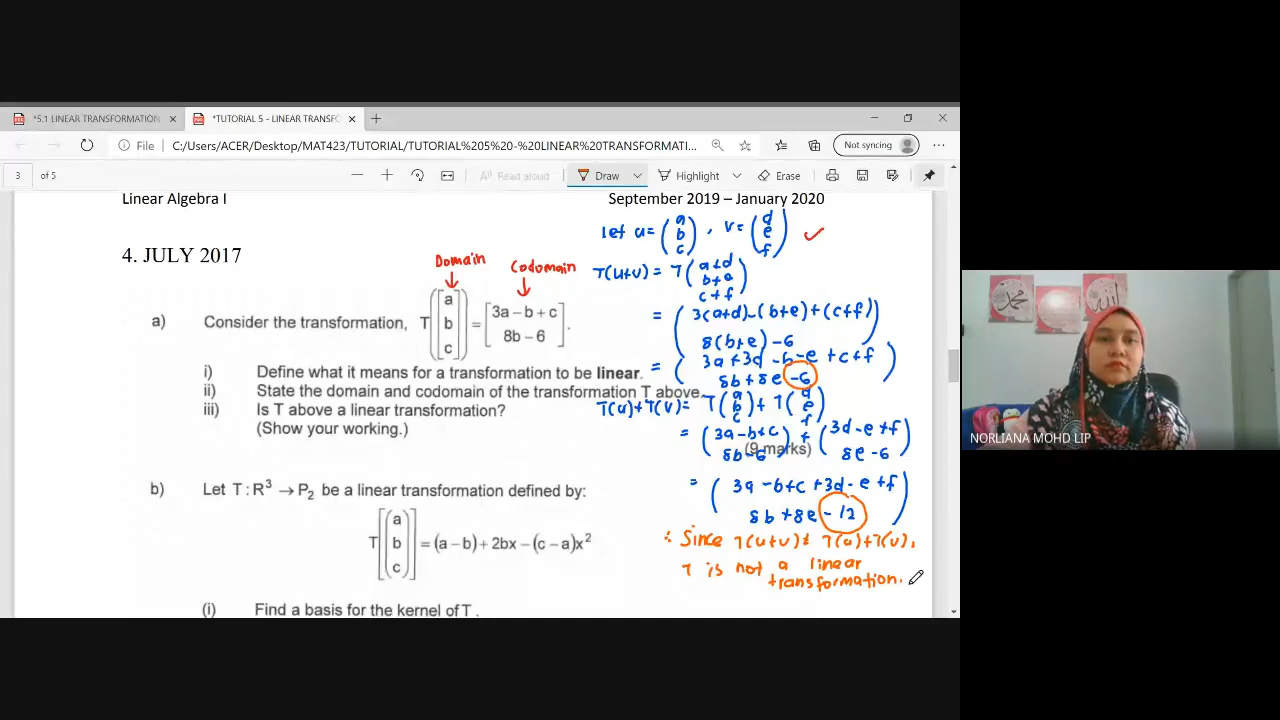 *5.1 LINEAR TRANSFORMATION
*TUTORIAL 5 - LINEAR TRANSFC
File
C:/Users/ACER/Desktop/MAT423/TUTORIAL/TUTORIAL%205%20-%20LINEAR%20TRANSFORMATI...
Not syncing
3 of 5
Read aloud
Draw
Highlight
Erase
Linear Algebra I
September 2019 – January 2020
4. JULY 2017
Domain
Codomain
a) Consider the transformation, T([a b c]) = [3a – b + c
8b – 6].
i) Define what it means for a transformation to be linear.
ii) State the domain and codomain of the transformation T above.
iii) Is T above a linear transformation?
(Show your working.)
(9 marks)
let u = (a b c), v = (d e f) ✓
T(u+v) = T(a+d
b+e
c+f)
= (3(a+d) – (b+e) + (c+f)
8(b+e) – 6)
= (3a + 3d – b – e + c + f
8b + 8e – 6)
T(u) + T(v) = T(a b c) + T(d e f)
= (3a – b + c
8b – 6) + (3d – e + f
8e – 6)
= (3a – b + c + 3d – e + f
8b + 8e – 12)
∴ Since T(u+v) ≠ T(u) + T(v),
T is not a linear
transformation.
b) Let T : R³ → P₂ be a linear transformation defined by:
T[(a b c)] = (a – b) + 2bx – (c – a)x²
(i) Find a basis for the kernel of T.
NORLIANA MOHD LIP